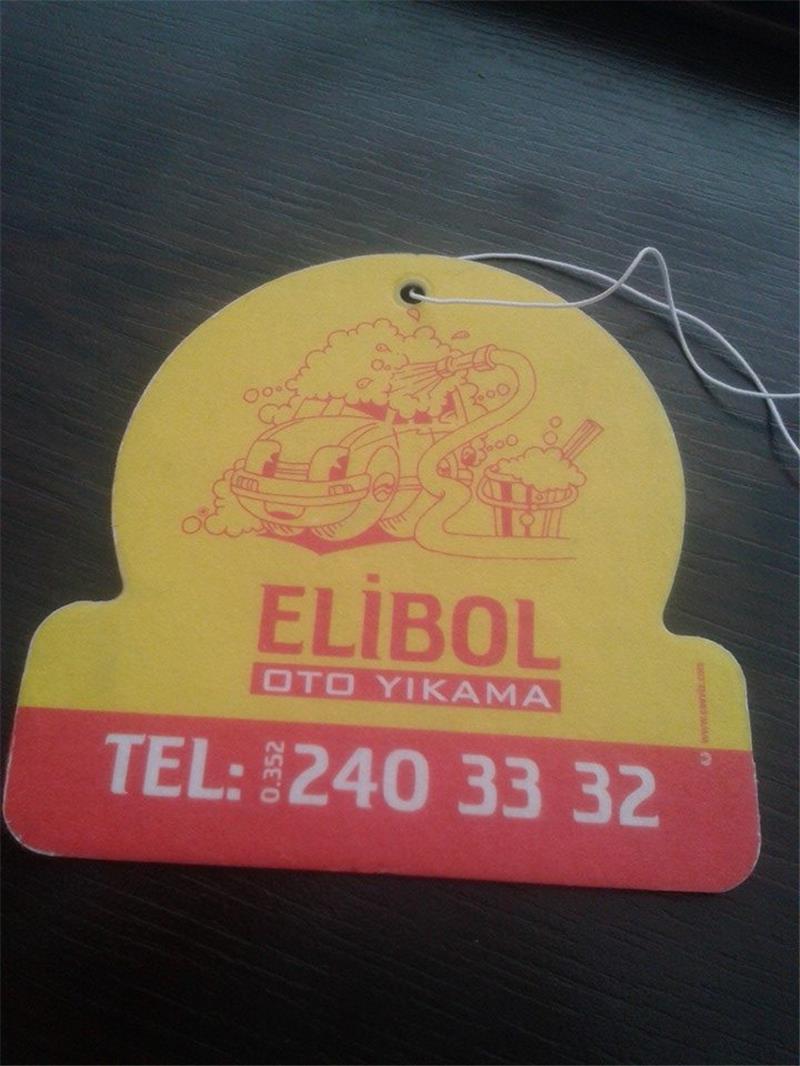 ELİBOL
OTO YIKAMA
TEL: 0.352 240 33 32